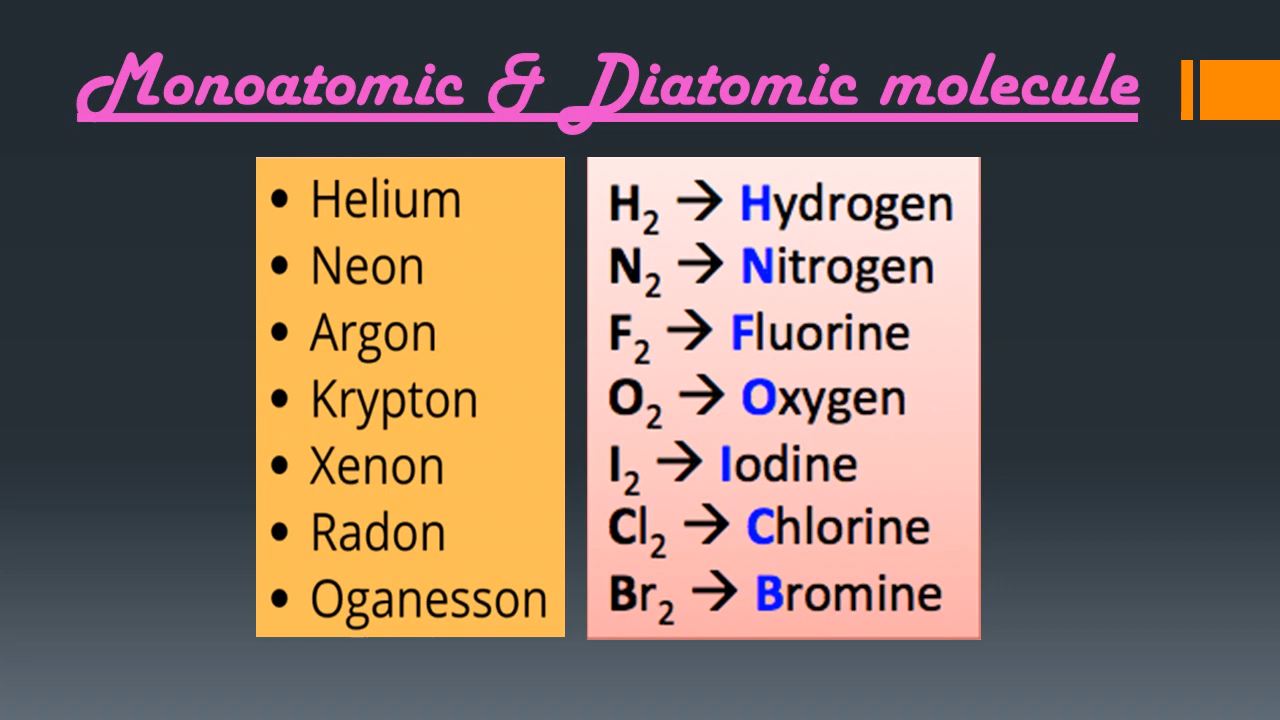 Monoatomic & Diatomic molecule
• Helium
• Neon
• Argon
• Krypton
• Xenon
• Radon
• Oganesson
H₂ → Hydrogen
N₂ → Nitrogen
F₂ → Fluorine
O₂ → Oxygen
I₂ → Iodine
Cl₂ → Chlorine
Br₂ → Bromine